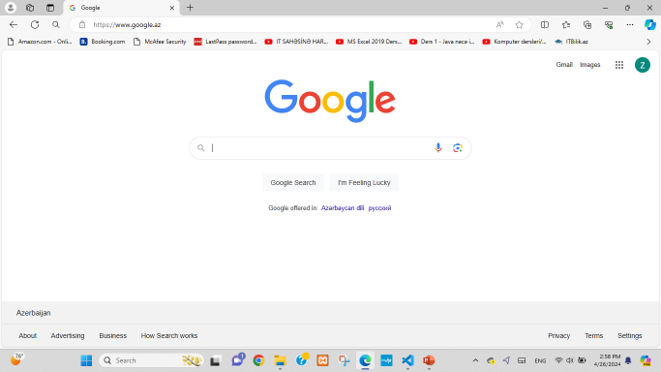 Google
https://www.google.az
Amazon.com - Onli...
Booking.com
McAfee Security
LastPass password...
IT SAHƏSİNƏ HAR...
MS Excel 2019 Ders...
Ders 1 - Java nece i...
Komputer dersleri/...
ITBilik.az
Gmail Images Z
Google
Google Search I'm Feeling Lucky
Google offered in: Azərbaycan dili русский
Azerbaijan
About Advertising Business How Search works Privacy Terms Settings
76°
Search
1
ENG
2:58 PM
4/26/2024